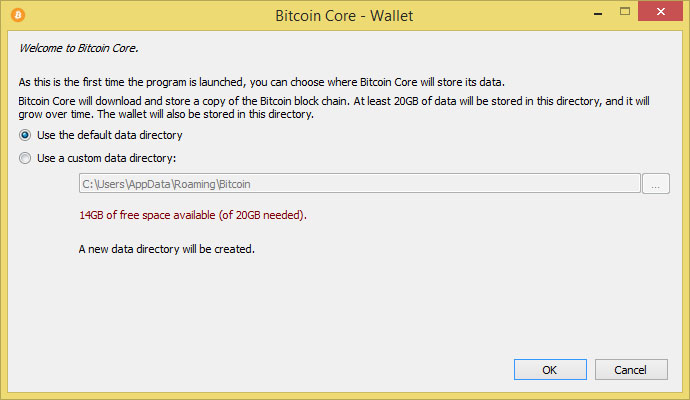 Bitcoin Core - Wallet
Welcome to Bitcoin Core.
As this is the first time the program is launched, you can choose where Bitcoin Core will store its data.
Bitcoin Core will download and store a copy of the Bitcoin block chain. At least 20GB of data will be stored in this directory, and it will
grow over time. The wallet will also be stored in this directory.
Use the default data directory
Use a custom data directory:
C:\Users\AppData\Roaming\Bitcoin
...
14GB of free space available (of 20GB needed).
A new data directory will be created.
OK
Cancel